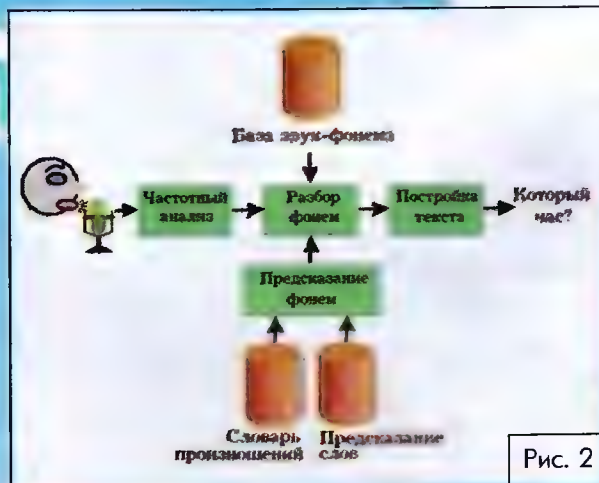 База звук-фонема
Частотный
анализ
Разбор
фонем
Постройка
текста
Который
час?
Предсказание
фонем
Словарь
произношений
Предсказание
слов
Рис. 2